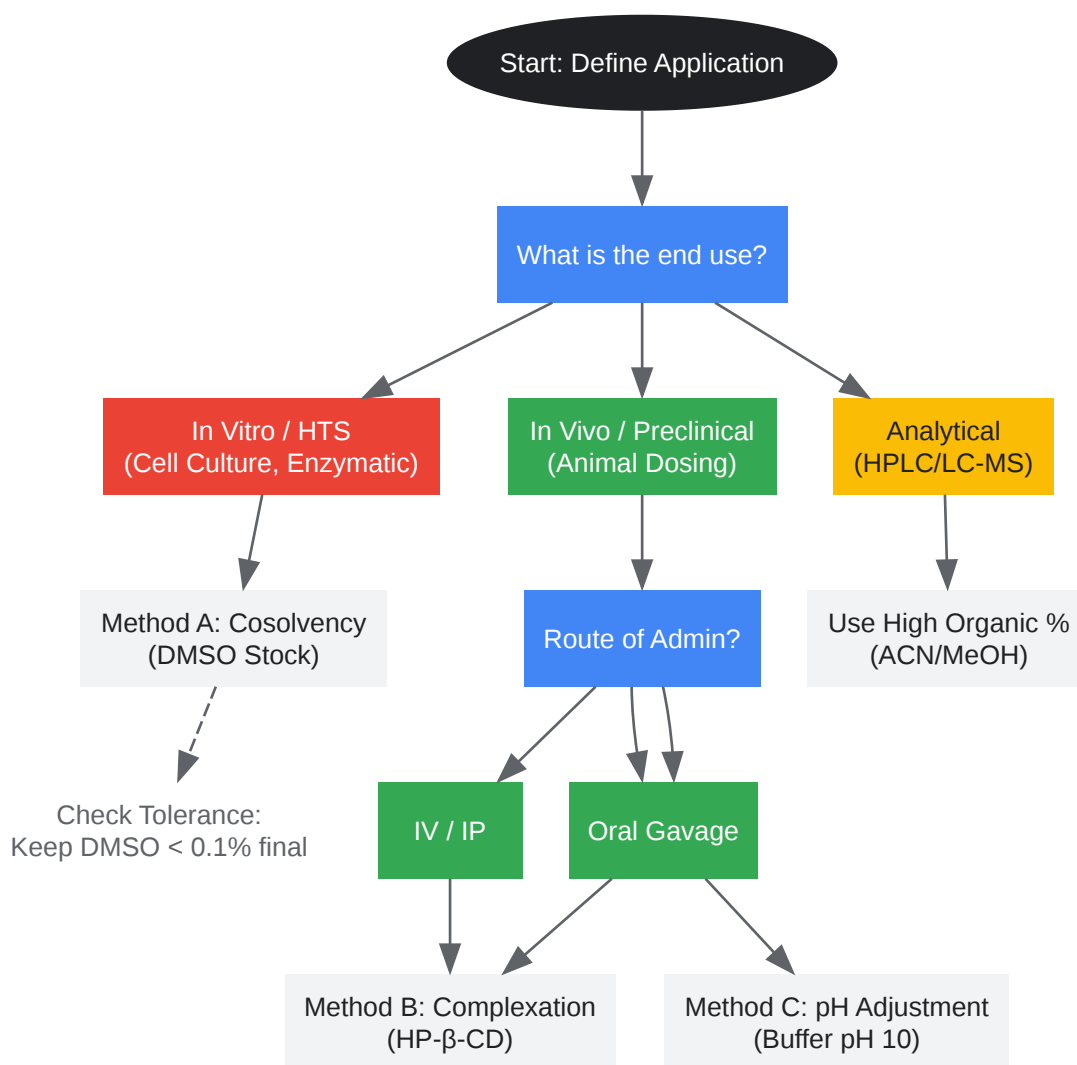 Start: Define Application
What is the end use?
In Vitro / HTS
(Cell Culture, Enzymatic)
In Vivo / Preclinical
(Animal Dosing)
Analytical
(HPLC/LC-MS)
Method A: Cosolvency
(DMSO Stock)
Route of Admin?
Use High Organic %
(ACN/MeOH)
Check Tolerance:
Keep DMSO < 0.1% final
IV / IP
Oral Gavage
Method B: Complexation
(HP-β-CD)
Method C: pH Adjustment
(Buffer pH 10)